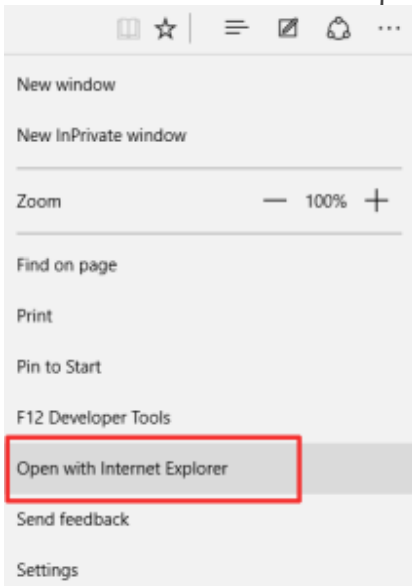 New window
New InPrivate window
Zoom — 100% +
Find on page
Print
Pin to Start
F12 Developer Tools
Open with Internet Explorer
Send feedback
Settings